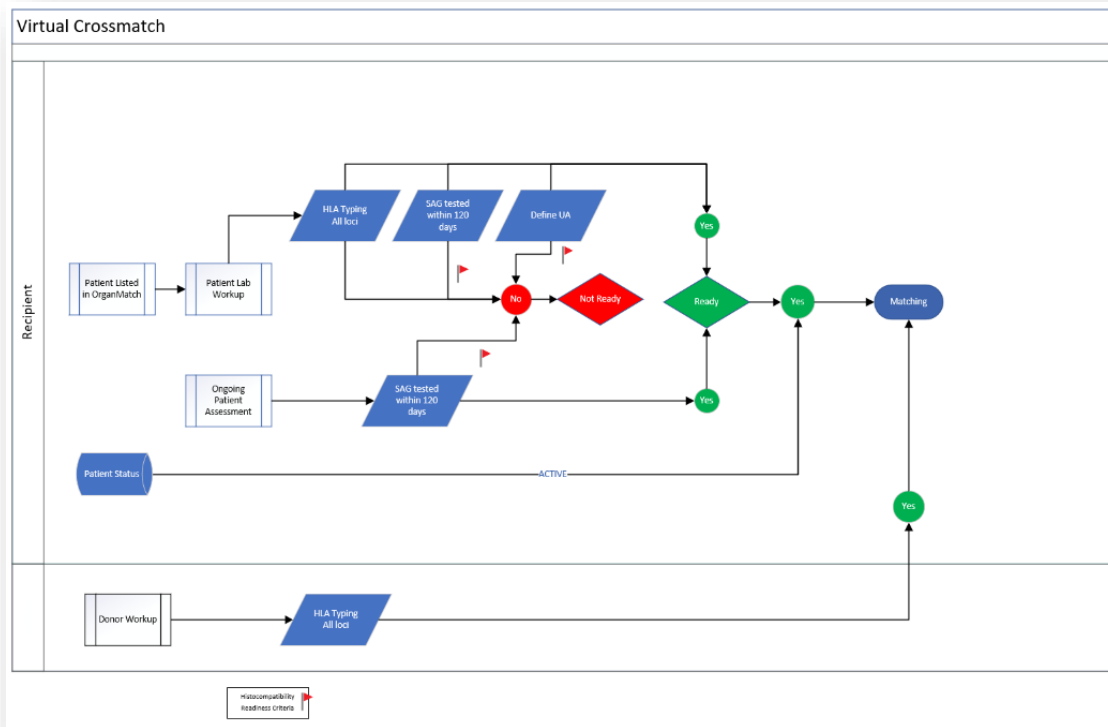 Virtual Crossmatch
Recipient
HLA Typing
All loci
SAG tested
within 120
days
Define UA
Yes
Patient Listed
in OrganMatch
Patient Lab
Workup
No
Not Ready
Ready
Yes
Matching
Ongoing
Patient
Assessment
SAG tested
within 120
days
Yes
Patient Status
ACTIVE
Yes
Donor Workup
HLA Typing
All loci
Histocompatibility
Readiness Criteria